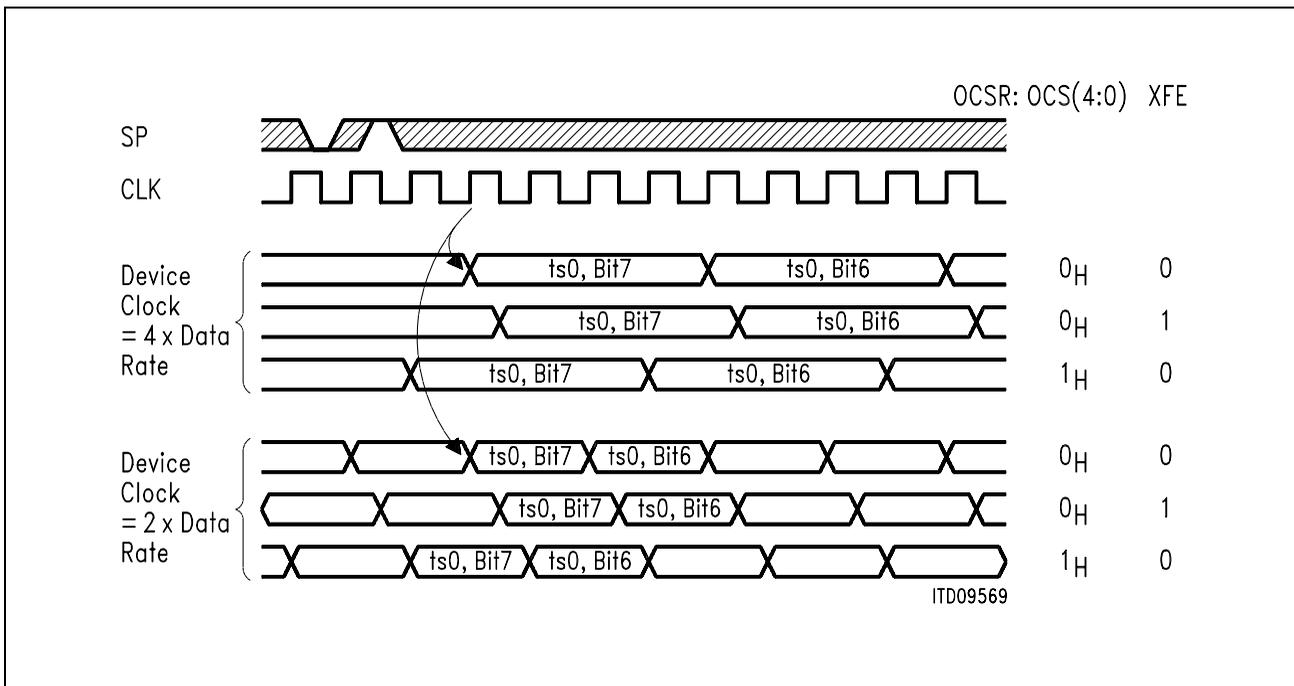 OCSR: OCS(4:0) XFE
SP
CLK
Device
Clock
= 4 x Data
Rate
ts0, Bit7 ts0, Bit6 0H 0
ts0, Bit7 ts0, Bit6 0H 1
ts0, Bit7 ts0, Bit6 1H 0
Device
Clock
= 2 x Data
Rate
ts0, Bit7 ts0, Bit6 0H 0
ts0, Bit7 ts0, Bit6 0H 1
ts0, Bit7 ts0, Bit6 1H 0
ITD09569